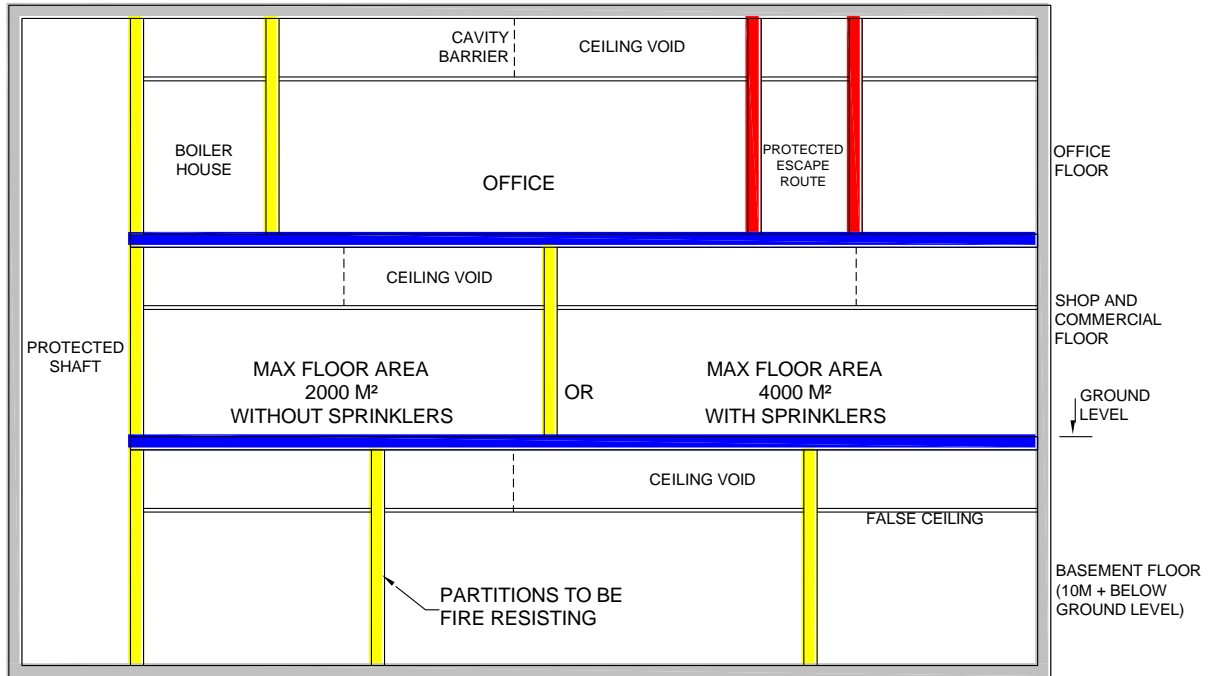 CAVITY
BARRIER
CEILING VOID
BOILER
HOUSE
OFFICE
PROTECTED
ESCAPE
ROUTE
OFFICE
FLOOR
CEILING VOID
PROTECTED
SHAFT
MAX FLOOR AREA
2000 M²
WITHOUT SPRINKLERS
OR
MAX FLOOR AREA
4000 M²
WITH SPRINKLERS
SHOP AND
COMMERCIAL
FLOOR
GROUND
LEVEL
CEILING VOID
FALSE CEILING
PARTITIONS TO BE
FIRE RESISTING
BASEMENT FLOOR
(10M + BELOW
GROUND LEVEL)